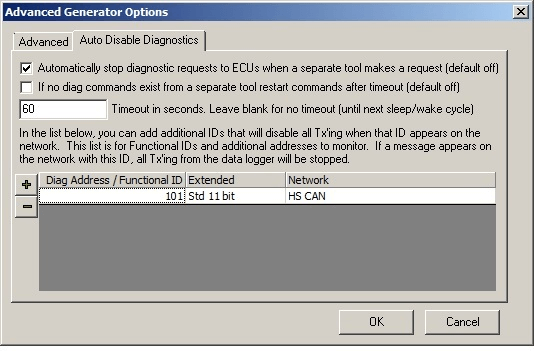 Advanced Generator Options
Advanced
Auto Disable Diagnostics
Automatically stop diagnostic requests to ECUs when a separate tool makes a request (default off)
If no diag commands exist from a separate tool restart commands after timeout (default off)
60
Timeout in seconds. Leave blank for no timeout (until next sleep/wake cycle)
In the list below, you can add additional IDs that will disable all Tx'ing when that ID appears on the
network. This list is for Functional IDs and additional addresses to monitor. If a message appears on
the network with this ID, all Tx'ing from the data logger will be stopped.
+
−
Diag Address / Functional ID Extended Network
101 Std 11 bit HS CAN
OK Cancel